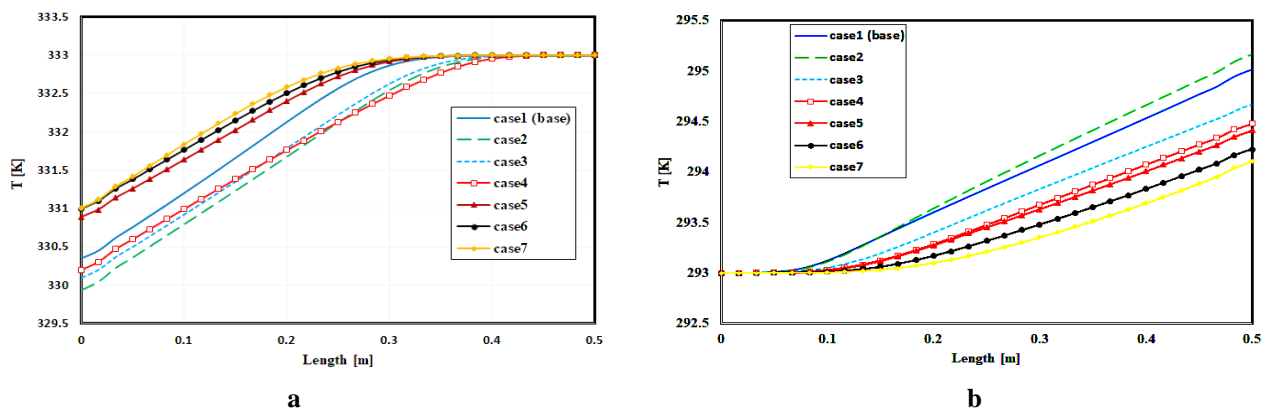 333.5
333
332.5
332
331.5
331
330.5
330
329.5
T [K]
0
0.1
0.2
0.3
0.4
0.5
Length [m]
case1 (base)
case2
case3
case4
case5
case6
case7
a
295.5
295
294.5
294
293.5
293
292.5
T [K]
0
0.1
0.2
0.3
0.4
0.5
Length [m]
case1 (base)
case2
case3
case4
case5
case6
case7
b